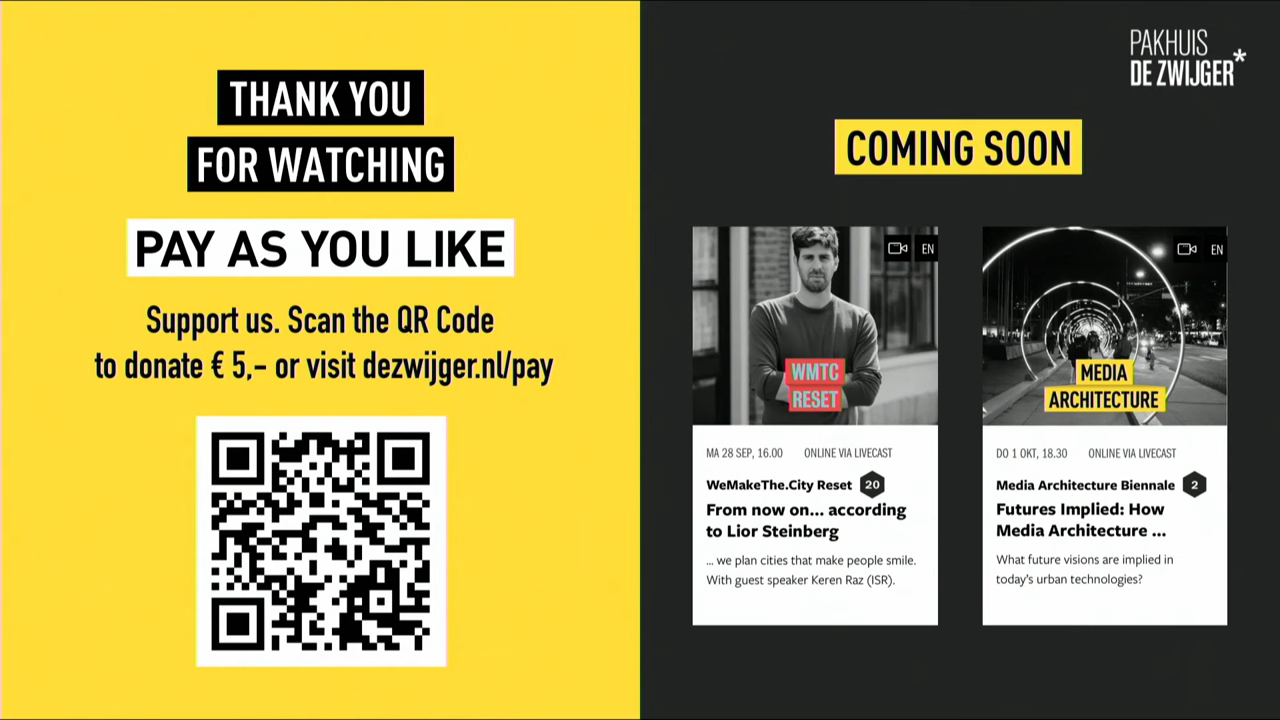 THANK YOU
FOR WATCHING
PAY AS YOU LIKE
Support us. Scan the QR Code
to donate € 5,- or visit dezwijger.nl/pay
PAKHUIS
DE ZWIJGER*
COMING SOON
EN
WMTC
RESET
MA 28 SEP, 16.00 ONLINE VIA LIVECAST
WeMakeThe.City Reset 20
From now on... according
to Lior Steinberg
... we plan cities that make people smile.
With guest speaker Keren Raz (ISR).
EN
MEDIA
ARCHITECTURE
DO 1 OKT, 18.30 ONLINE VIA LIVECAST
Media Architecture Biennale 2
Futures Implied: How
Media Architecture ...
What future visions are implied in
today's urban technologies?